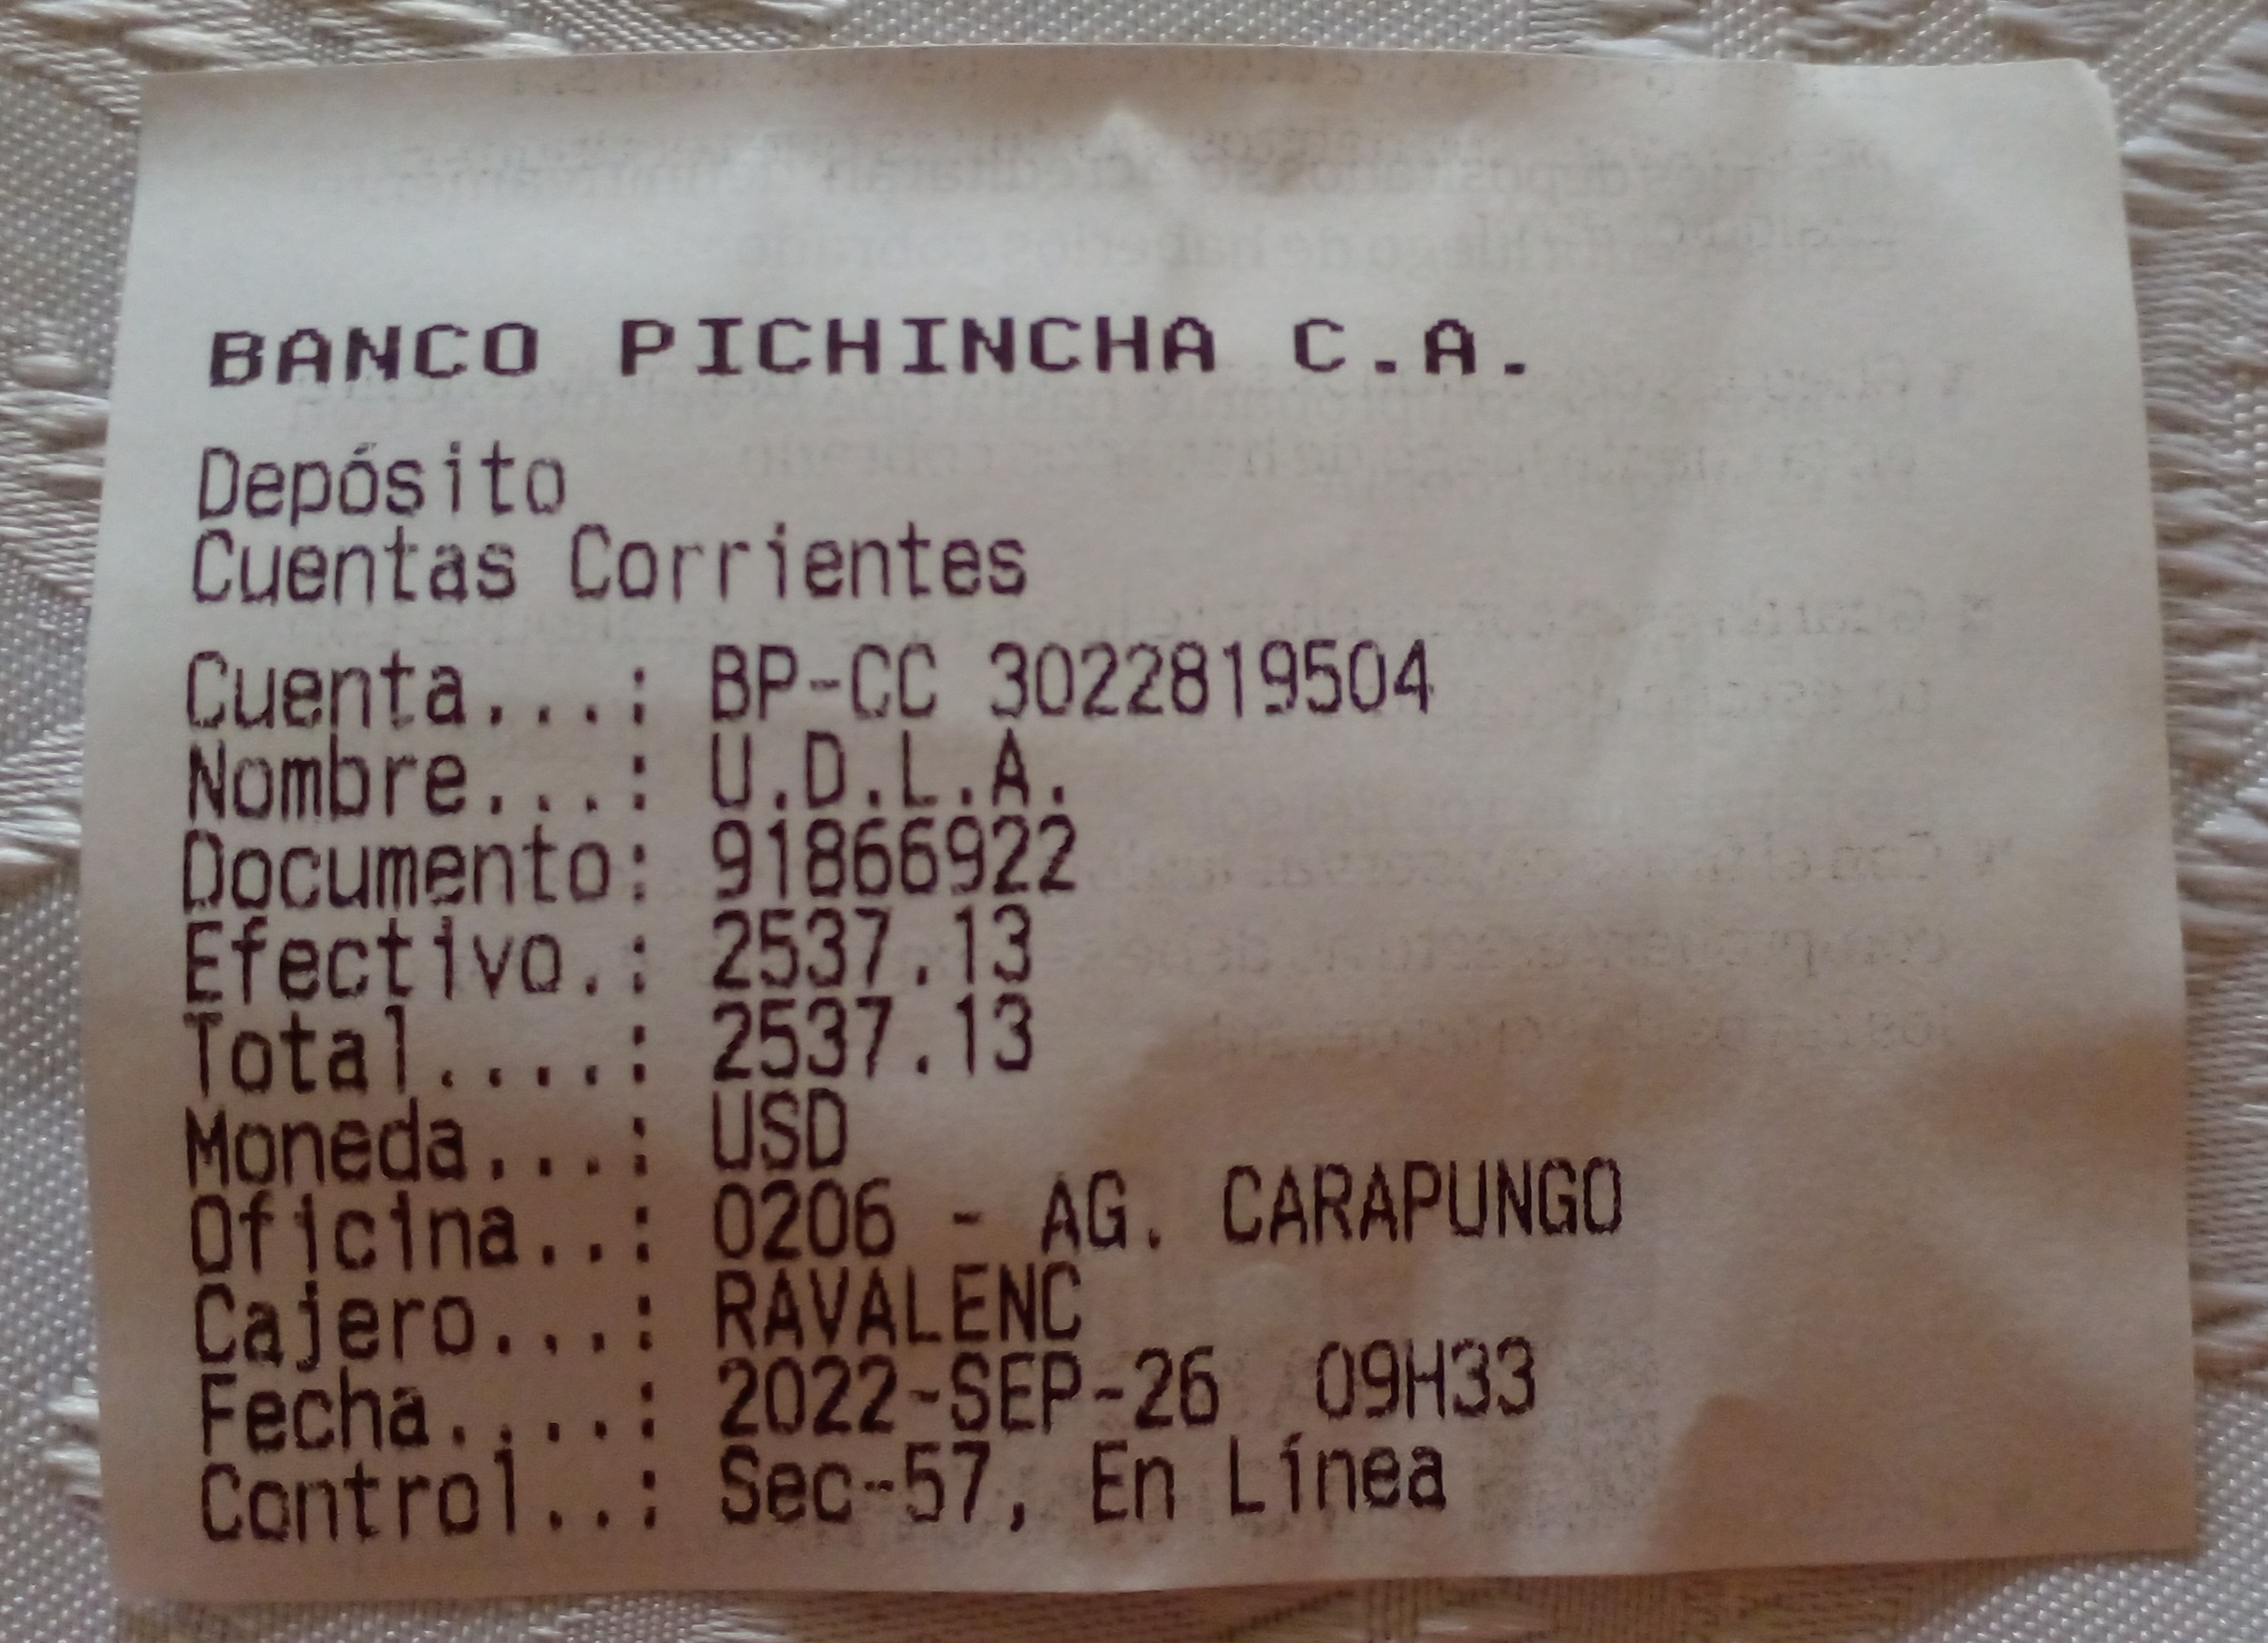 BANCO PICHINCHA C.A.
Depósito
Cuentas Corrientes
Cuenta...: BP-CC 3022819504
Nombre...: U.D.L.A.
Documento: 91866922
Efectivo.: 2537.13
Total....: 2537.13
Moneda...: USD
Oficina..: 0206 - AG. CARAPUNGO
Cajero...: RAVALENC
Fecha....: 2022-SEP-26 09H33
Control..: Sec-57, En Línea